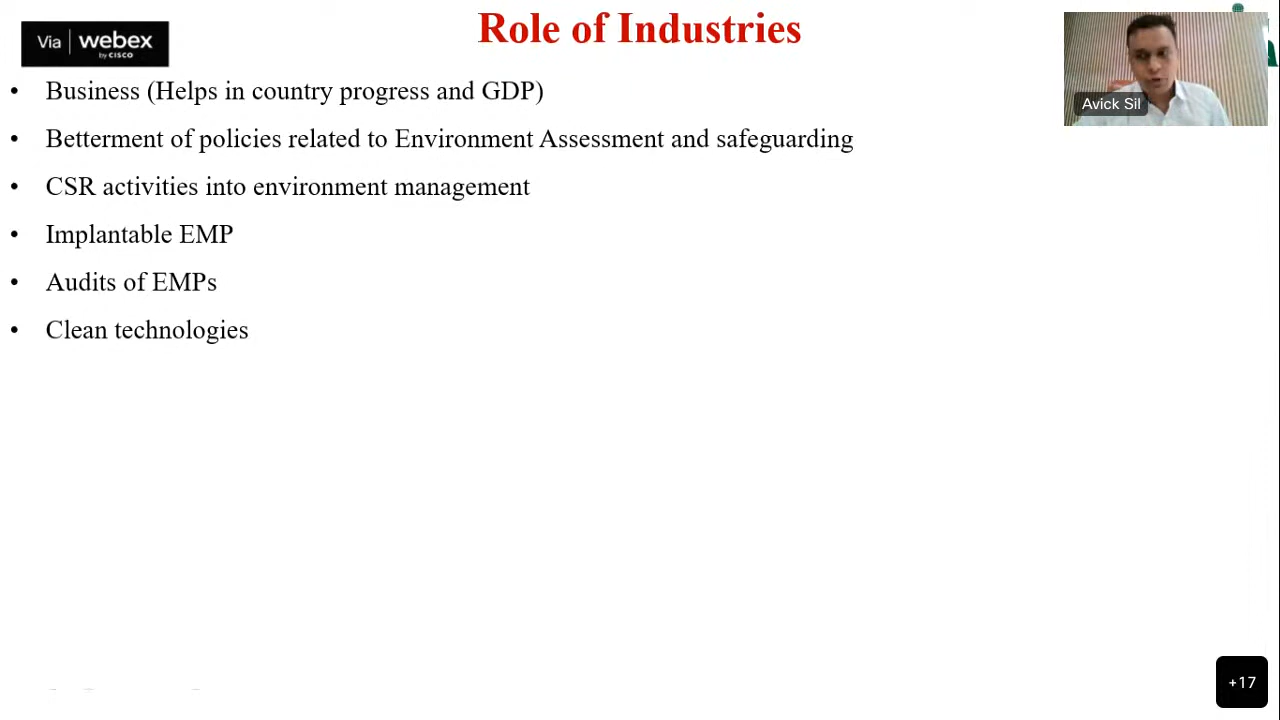 Role of Industries
Via webex
by CISCO
Avick Sil
• Business (Helps in country progress and GDP)
• Betterment of policies related to Environment Assessment and safeguarding
• CSR activities into environment management
• Implantable EMP
• Audits of EMPs
• Clean technologies
+17